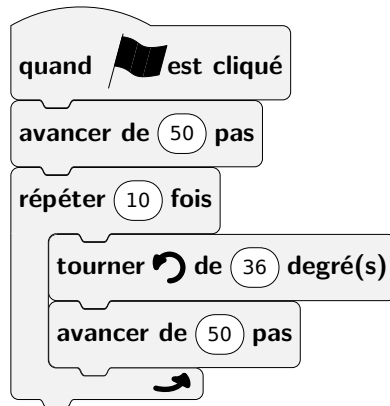 quand est cliqué
avancer de 50 pas
répéter 10 fois
tourner de 36 degré(s)
avancer de 50 pas